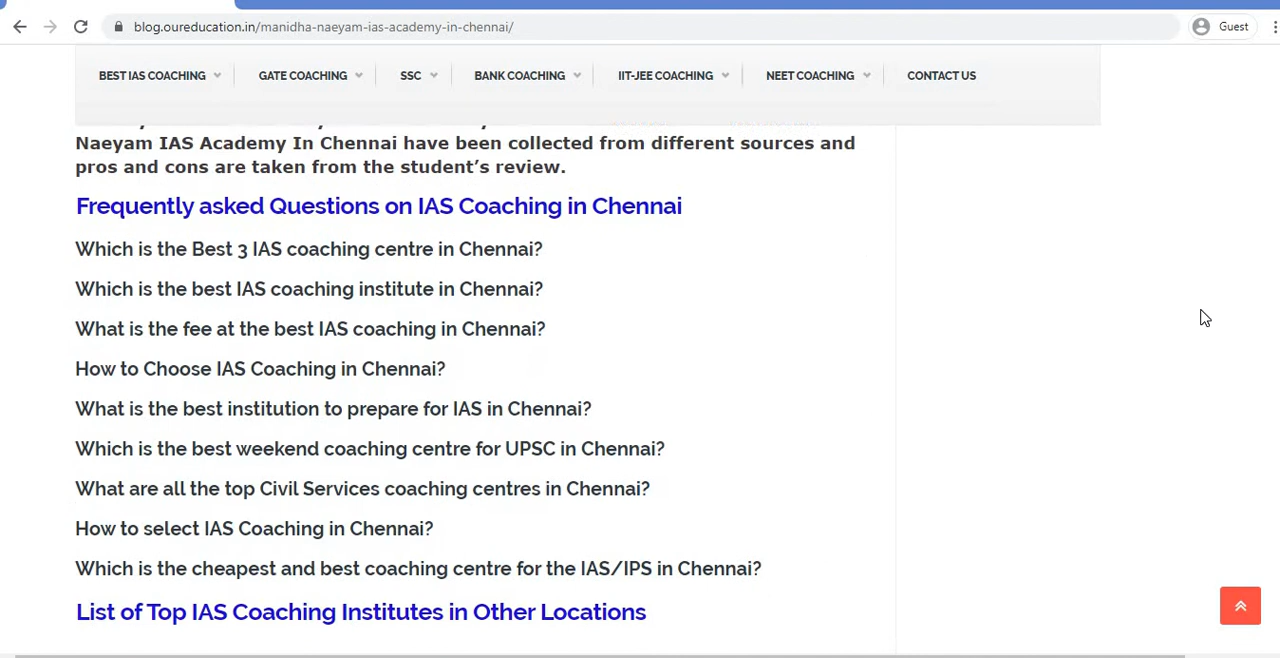 blog.oureducation.in/manidha-naeyam-ias-academy-in-chennai/
Guest
BEST IAS COACHING
GATE COACHING
SSC
BANK COACHING
IIT-JEE COACHING
NEET COACHING
CONTACT US
Naeyam IAS Academy In Chennai have been collected from different sources and
pros and cons are taken from the student’s review.
Frequently asked Questions on IAS Coaching in Chennai
Which is the Best 3 IAS coaching centre in Chennai?
Which is the best IAS coaching institute in Chennai?
What is the fee at the best IAS coaching in Chennai?
How to Choose IAS Coaching in Chennai?
What is the best institution to prepare for IAS in Chennai?
Which is the best weekend coaching centre for UPSC in Chennai?
What are all the top Civil Services coaching centres in Chennai?
How to select IAS Coaching in Chennai?
Which is the cheapest and best coaching centre for the IAS/IPS in Chennai?
List of Top IAS Coaching Institutes in Other Locations